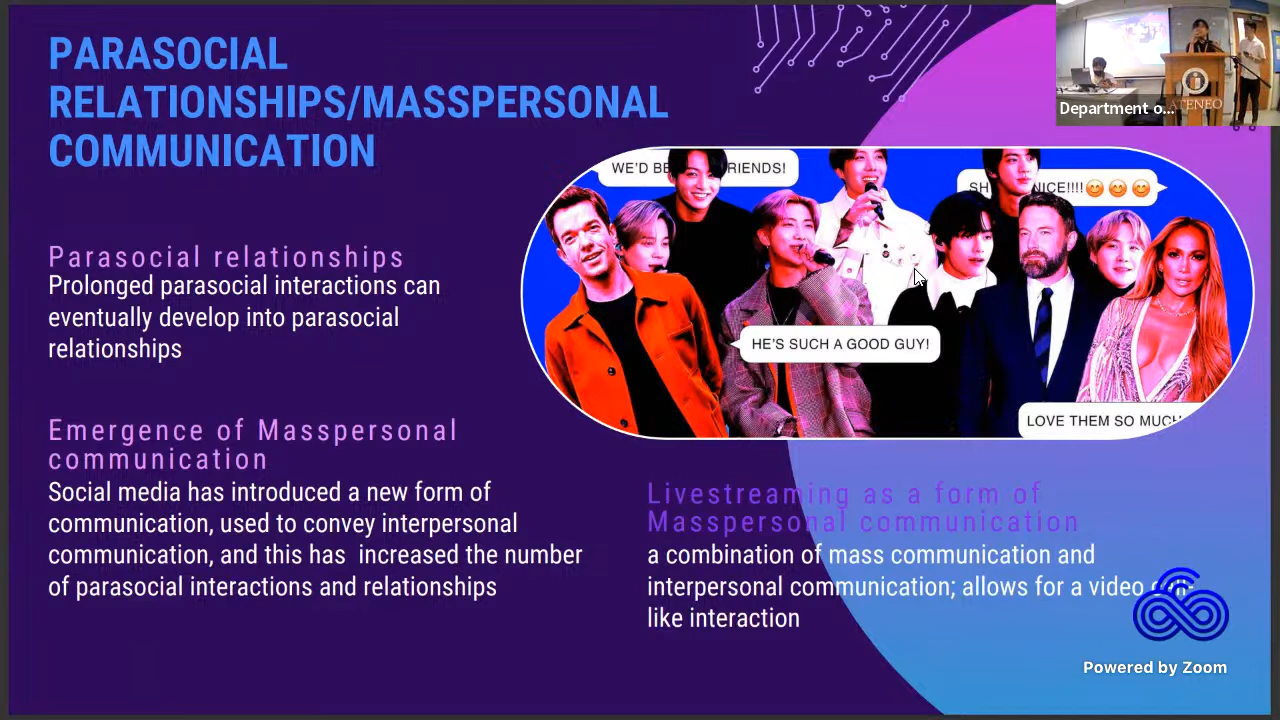 PARASOCIAL
RELATIONSHIPS/MASSPERSONAL
COMMUNICATION
Department o...
ATENEO
WE'D BE RIENDS!
SH NICE!!!!😊😊😊
HE'S SUCH A GOOD GUY!
LOVE THEM SO MUCH
Parasocial relationships
Prolonged parasocial interactions can
eventually develop into parasocial
relationships
Emergence of Masspersonal
communication
Social media has introduced a new form of
communication, used to convey interpersonal
communication, and this has increased the number
of parasocial interactions and relationships
Livestreaming as a form of
Masspersonal communication
a combination of mass communication and
interpersonal communication; allows for a video call-
like interaction
Powered by Zoom